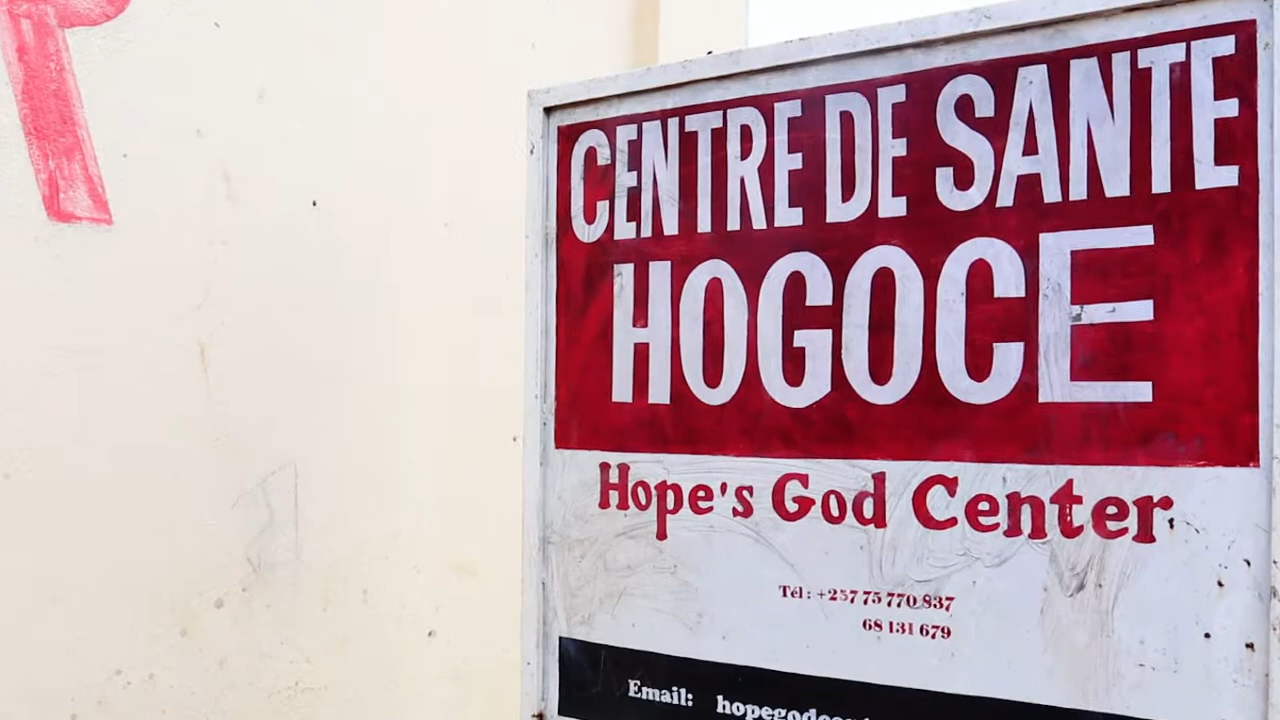 CENTRE DE SANTE
HOGOCE
Hope's God Center
Tél : +257 75 770 837
68 131 679
Email: